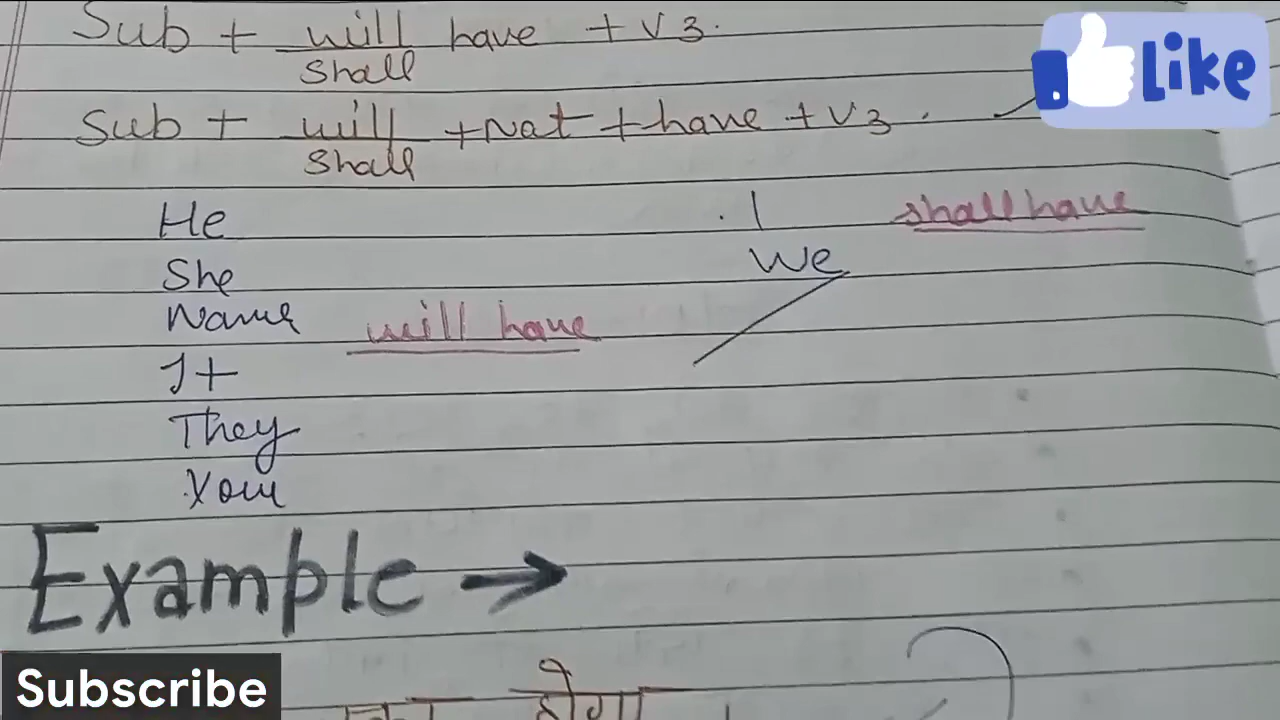 Sub + will have + V3.
shall
Sub + will + Not + have + V3.
shall
He
She
Name will have
It
They
You
I shall have
We
Example →
Like
Subscribe